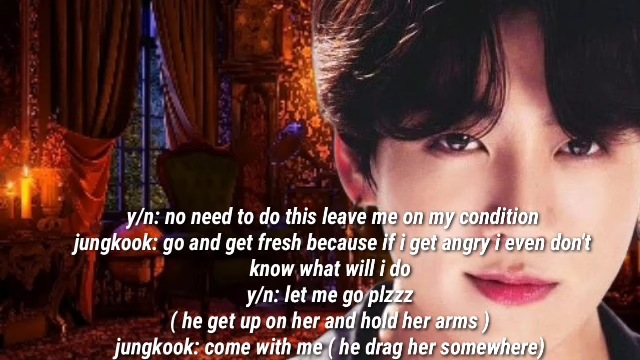 y/n: no need to do this leave me on my condition
jungkook: go and get fresh because if i get angry i even don't
know what will i do
y/n: let me go plzzz
( he get up on her and hold her arms )
jungkook: come with me ( he drag her somewhere)